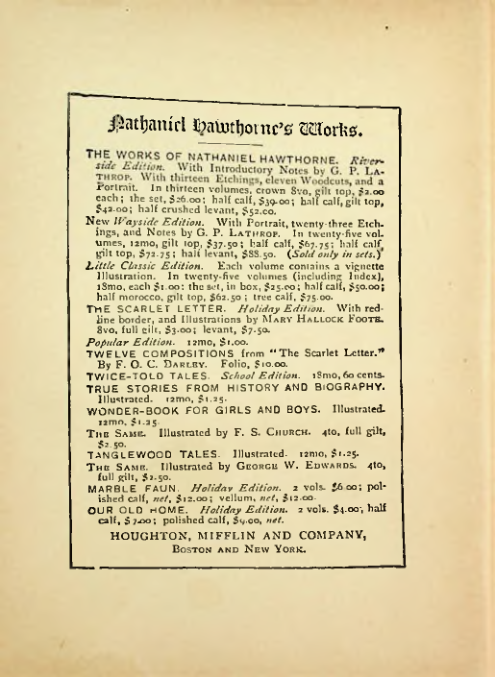 Nathaniel Hawthorne's Works.
THE WORKS OF NATHANIEL HAWTHORNE. River-
side Edition. With Introductory Notes by G. P. LA-
THROP. With thirteen Etchings, eleven Woodcuts, and a
Portrait. In thirteen volumes, crown 8vo, gilt top, $2.00
each; the set, $26.00; half calf, $39.00; half calf, gilt top,
$42.00; half crushed levant, $52.00.
New Wayside Edition. With Portrait, twenty-three Etch-
ings, and Notes by G. P. LATHROP. In twenty-five vol-
umes, 12mo, gilt top, $37.50; half calf, $67.75; half calf
gilt top, $72.75; half levant, $88.50. (Sold only in sets.)
Little Classic Edition. Each volume contains a vignette
Illustration. In twenty-five volumes (including Index),
18mo, each $1.00; the set, in box, $25.00; half calf, $50.00;
half morocco, gilt top, $62.50; tree calf, $75.00.
THE SCARLET LETTER. Holiday Edition. With red-
line border, and Illustrations by MARY HALLOCK FOOTE.
8vo, full gilt, $3.00; levant, $7.50.
Popular Edition. 12mo, $1.00.
TWELVE COMPOSITIONS from "The Scarlet Letter."
By F. O. C. DARLEY. Folio, $10.00.
TWICE-TOLD TALES. School Edition. 18mo, 60 cents.
TRUE STORIES FROM HISTORY AND BIOGRAPHY.
Illustrated. 12mo, $1.25.
WONDER-BOOK FOR GIRLS AND BOYS. Illustrated.
12mo, $1.25.
THE SAME. Illustrated by F. S. CHURCH. 4to, full gilt,
$2.50.
TANGLEWOOD TALES. Illustrated. 12mo, $1.25.
THE SAME. Illustrated by GEORGE W. EDWARDS. 4to,
full gilt, $2.50.
MARBLE FAUN. Holiday Edition. 2 vols. $6.00; pol-
ished calf, net, $12.00; vellum, net, $12.00
OUR OLD HOME. Holiday Edition. 2 vols. $4.00, half
calf, $7.00; polished calf, $9.00, net.
HOUGHTON, MIFFLIN AND COMPANY,
BOSTON AND NEW YORK.